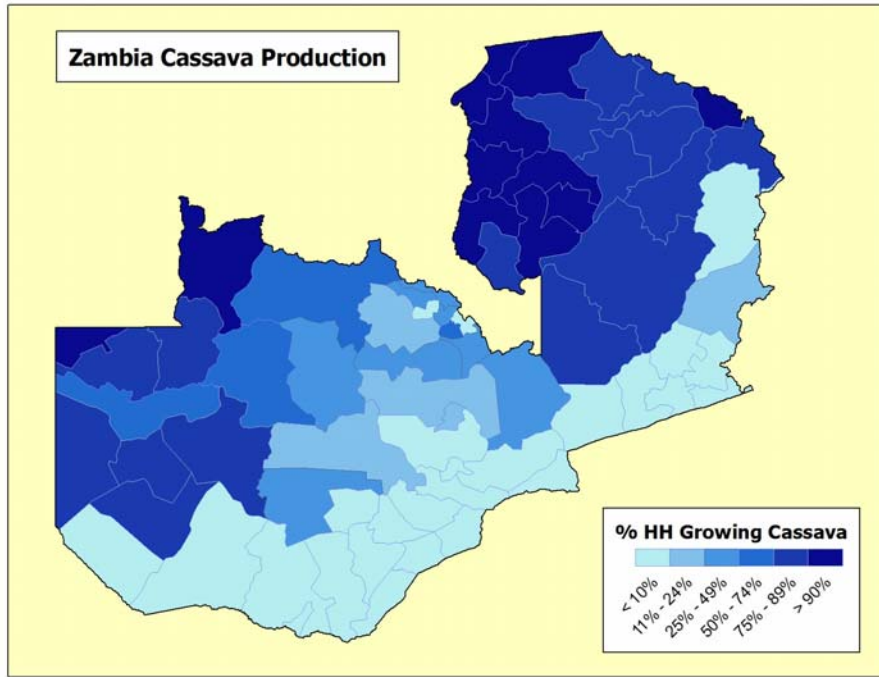 Zambia Cassava Production
% HH Growing Cassava
< 10%
11% - 24%
25% - 49%
50% - 74%
75% - 89%
> 90%